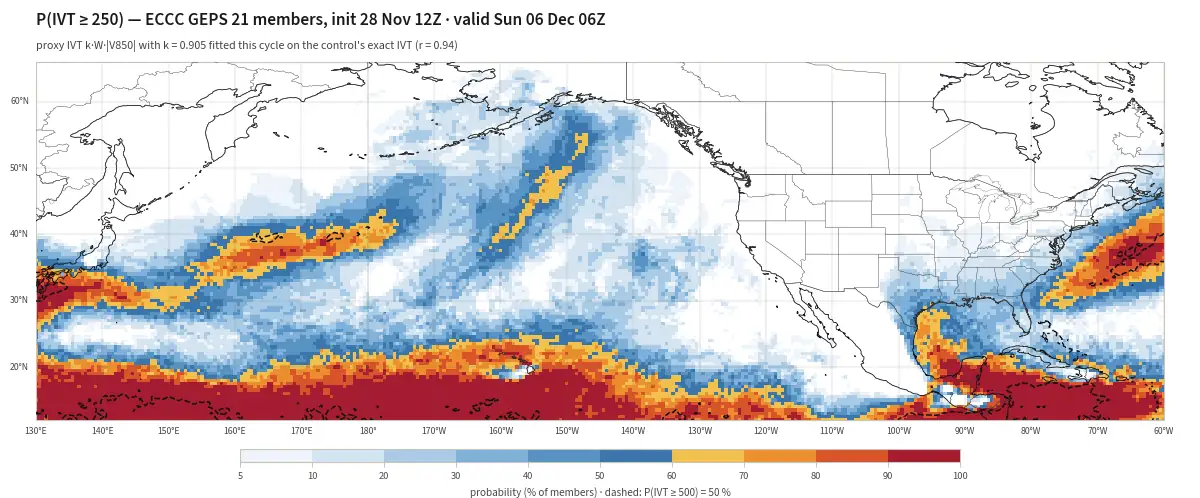 P(IVT ≥ 250) — ECCC GEPS 21 members, init 28 Nov 12Z · valid Sun 06 Dec 06Z
proxy IVT k·W·|V850| with k = 0.905 fitted this cycle on the control's exact IVT (r = 0.94)
60°N
50°N
40°N
30°N
20°N
130°E 140°E 150°E 160°E 170°E 180° 170°W 160°W 150°W 140°W 130°W 120°W 110°W 100°W 90°W 80°W 70°W 60°W
5 10 20 30 40 50 60 70 80 90 100
probability (% of members) · dashed: P(IVT ≥ 500) = 50 %